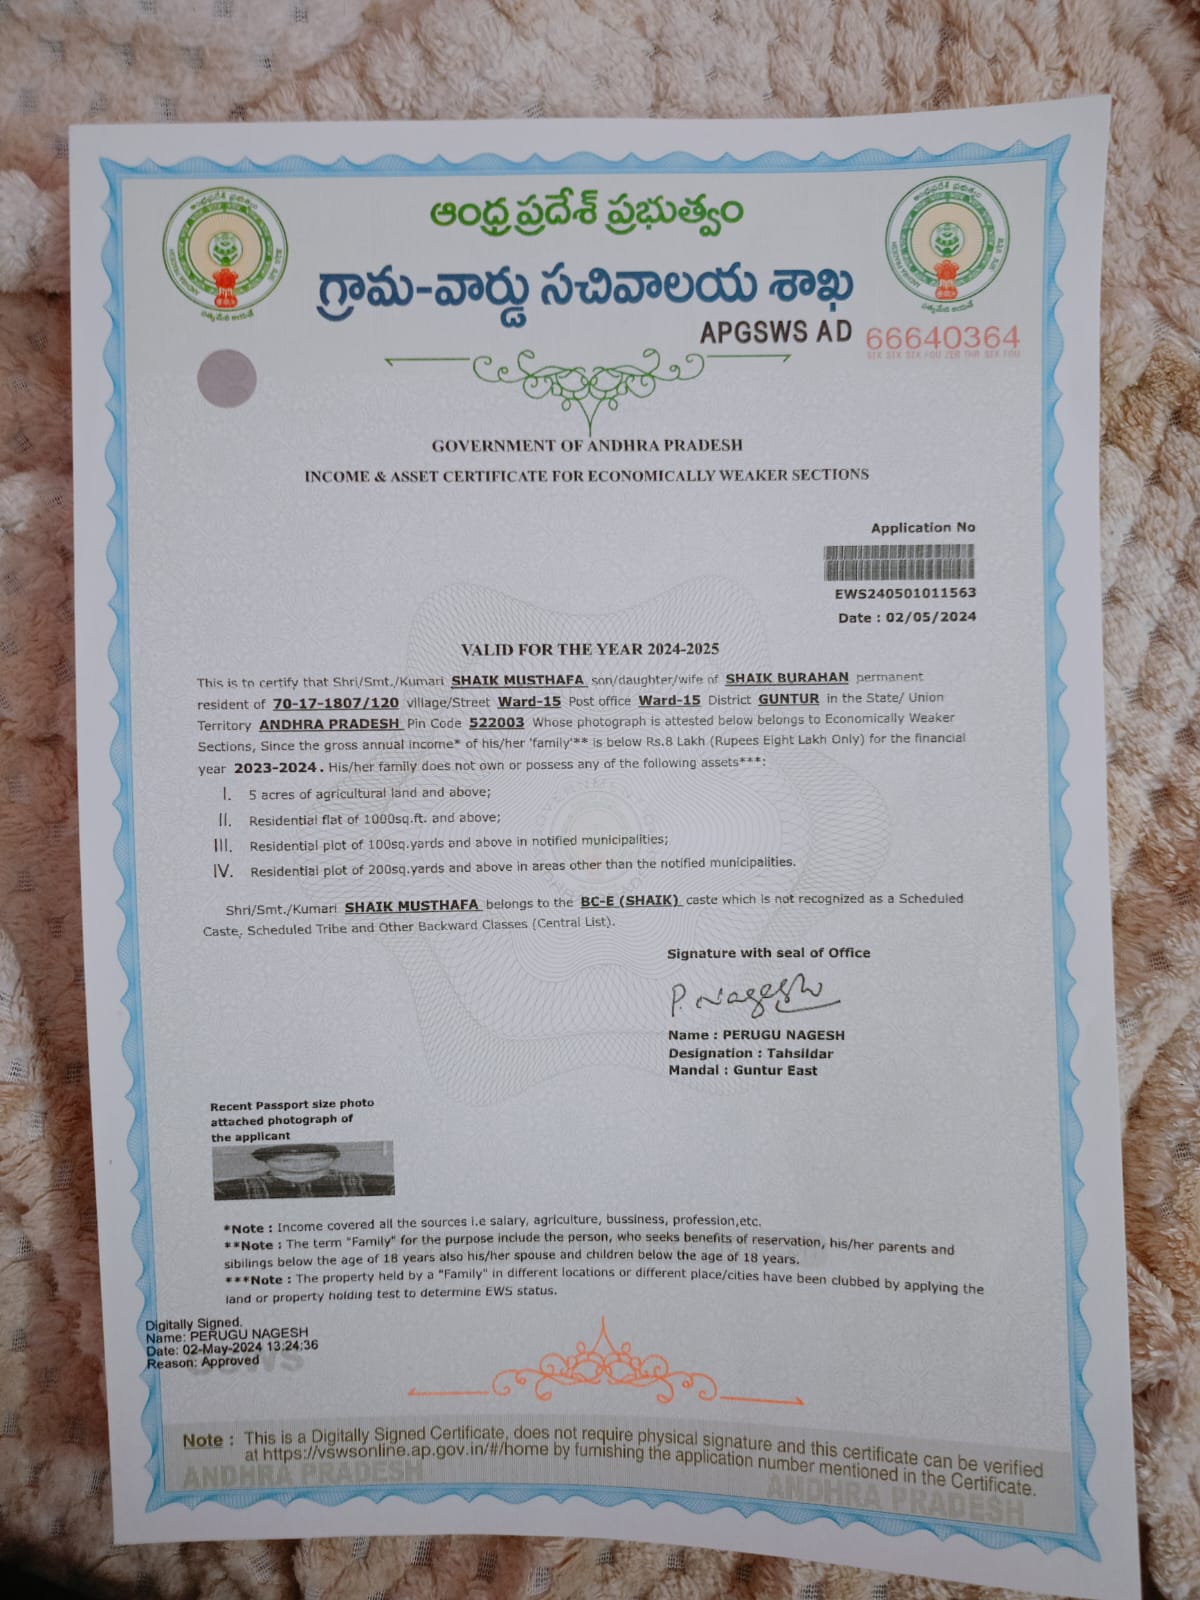 ఆంధ్ర ప్రదేశ్ ప్రభుత్వం
గ్రామ-వార్డు సచివాలయ శాఖ
APGSWS AD 66640364
SIX SIX SIX FOU ZER THR SIX FOU
GOVERNMENT OF ANDHRA PRADESH
INCOME & ASSET CERTIFICATE FOR ECONOMICALLY WEAKER SECTIONS
Application No
EWS240501011563
Date : 02/05/2024
VALID FOR THE YEAR 2024-2025
This is to certify that Shri/Smt./Kumari SHAIK MUSTHAFA son/daughter/wife of SHAIK BURAHAN permanent
resident of 70-17-1807/120 village/Street Ward-15 Post office Ward-15 District GUNTUR in the State/ Union
Territory ANDHRA PRADESH Pin Code 522003 Whose photograph is attested below belongs to Economically Weaker
Sections, Since the gross annual income* of his/her 'family'** is below Rs.8 Lakh (Rupees Eight Lakh Only) for the financial
year 2023-2024. His/her family does not own or possess any of the following assets***:
I. 5 acres of agricultural land and above;
II. Residential flat of 1000sq.ft. and above;
III. Residential plot of 100sq.yards and above in notified municipalities;
IV. Residential plot of 200sq.yards and above in areas other than the notified municipalities.
Shri/Smt./Kumari SHAIK MUSTHAFA belongs to the BC-E (SHAIK) caste which is not recognized as a Scheduled
Caste, Scheduled Tribe and Other Backward Classes (Central List).
Signature with seal of Office
P. Nagesh
Name : PERUGU NAGESH
Designation : Tahsildar
Mandal : Guntur East
Recent Passport size photo
attached photograph of
the applicant
*Note : Income covered all the sources i.e salary, agriculture, bussiness, profession,etc.
**Note : The term "Family" for the purpose include the person, who seeks benefits of reservation, his/her parents and
sibilings below the age of 18 years also his/her spouse and children below the age of 18 years.
***Note : The property held by a "Family" in different locations or different place/cities have been clubbed by applying the
land or property holding test to determine EWS status.
Digitally Signed.
Name: PERUGU NAGESH
Date: 02-May-2024 13:24:36
Reason: Approved
Note : This is a Digitally Signed Certificate, does not require physical signature and this certificate can be verified
at https://vswsonline.ap.gov.in/#/home by furnishing the application number mentioned in the Certificate.
ANDHRA PRADESH
ANDHRA PRADESH